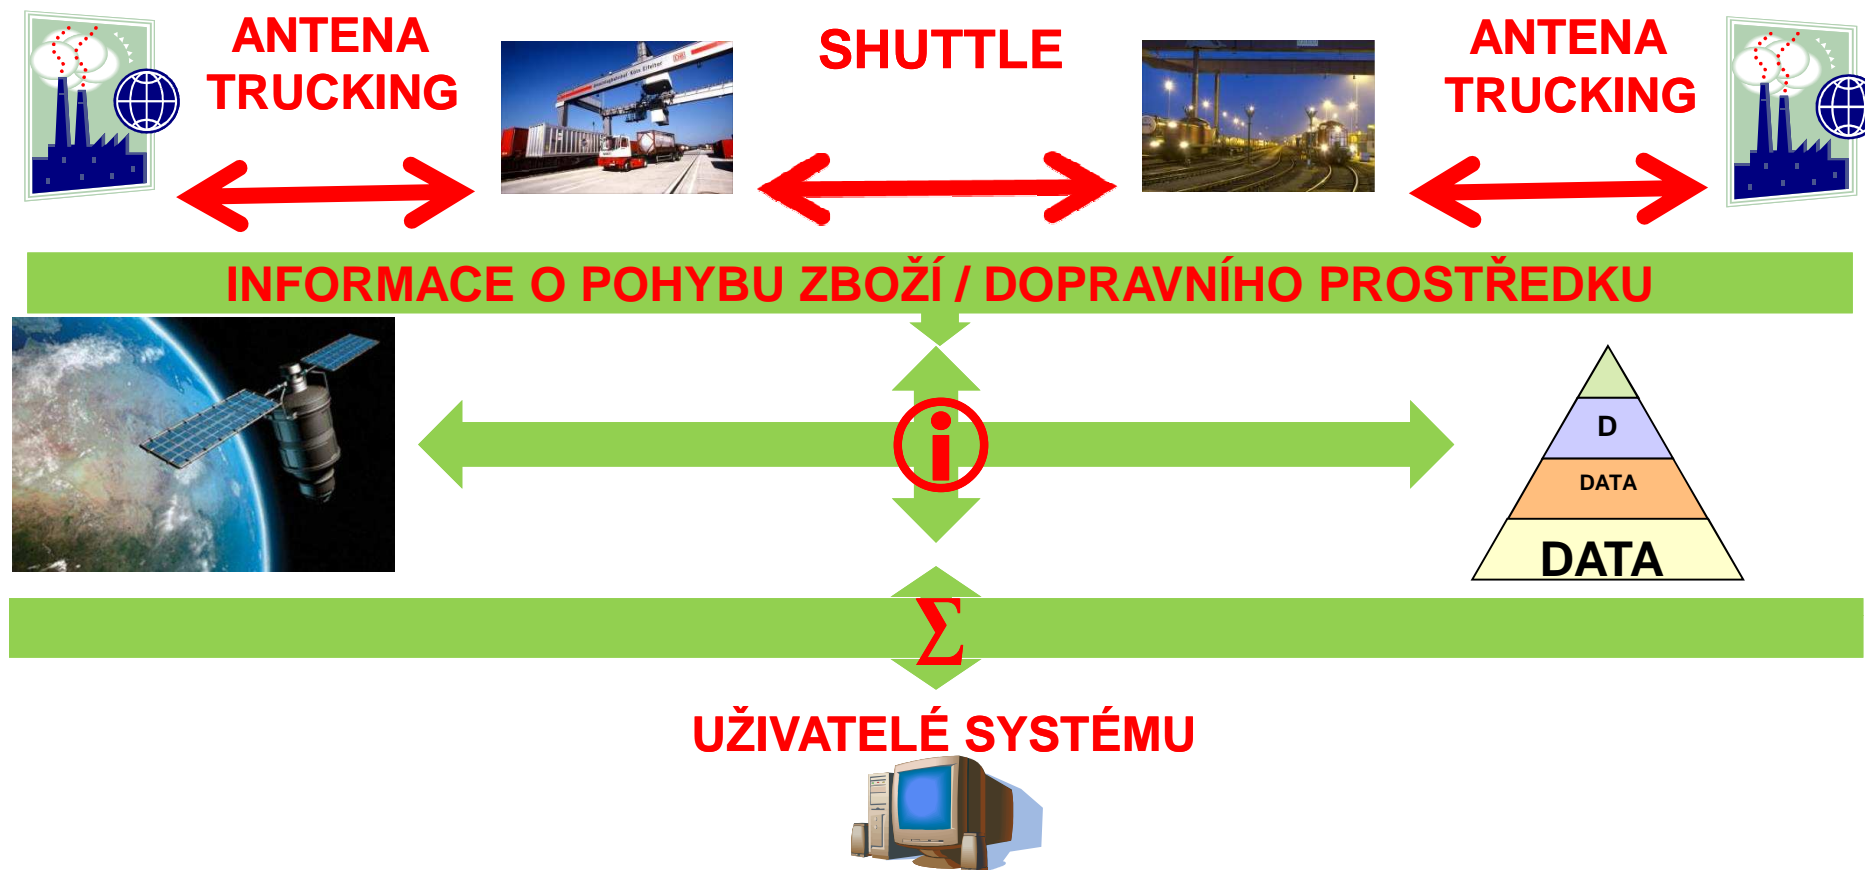 ANTENA
TRUCKING
SHUTTLE
ANTENA
TRUCKING
INFORMACE O POHYBU ZBOŽÍ / DOPRAVNÍHO PROSTŘEDKU
i
D
DATA
DATA
Σ
UŽIVATELÉ SYSTÉMU